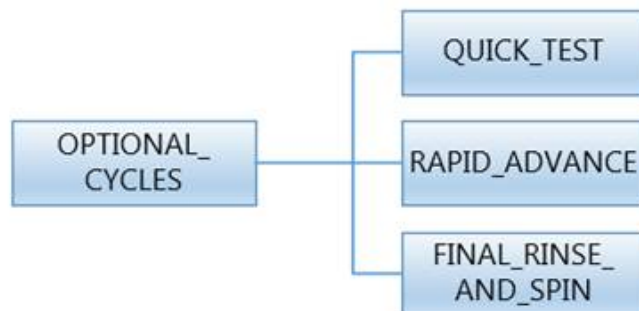 QUICK_TEST
OPTIONAL_
CYCLES
RAPID_ADVANCE
FINAL_RINSE_
AND_SPIN